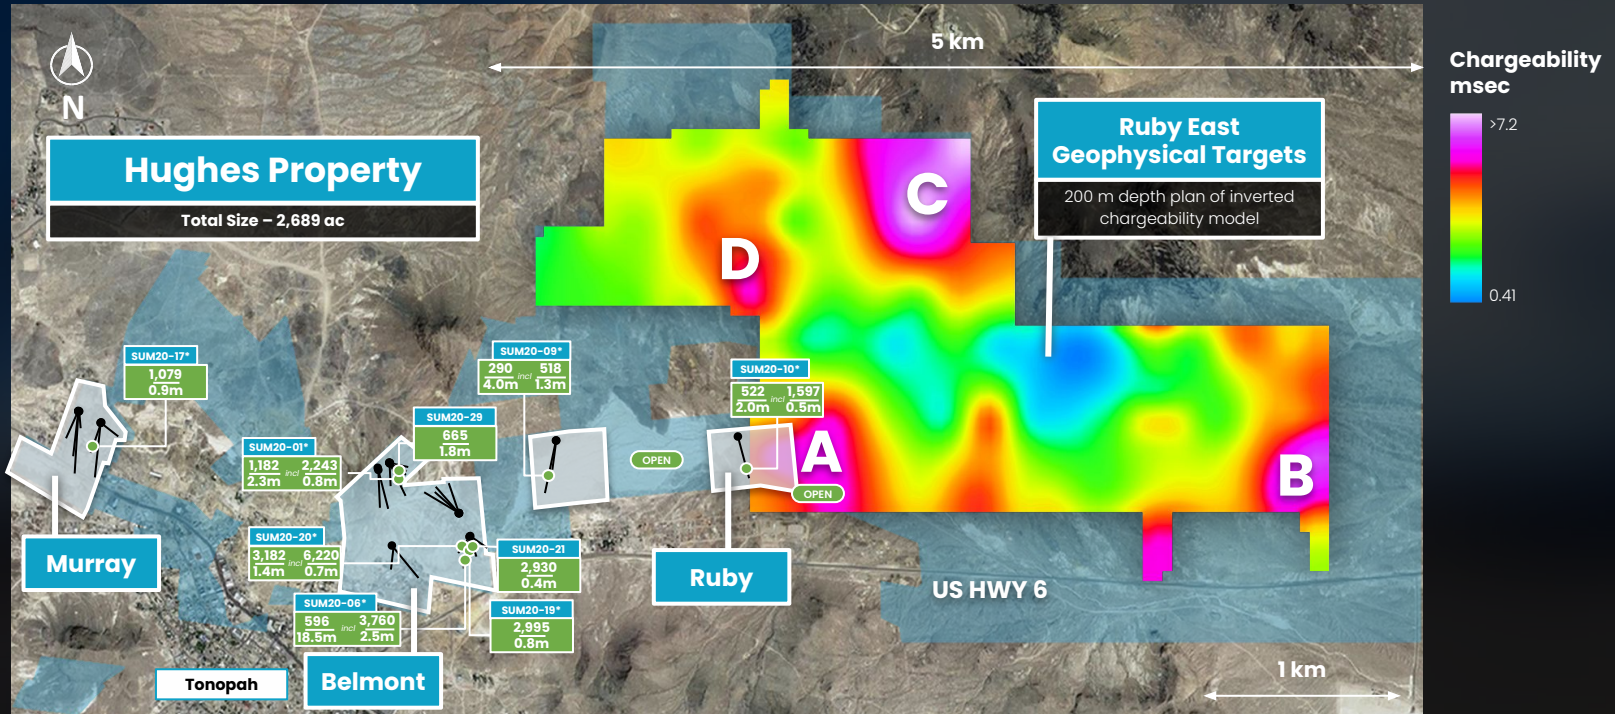 5 km
Chargeability
msec
>7.2
0.41
N
Hughes Property
Total Size – 2,689 ac
Ruby East
Geophysical Targets
200 m depth plan of inverted
chargeability model
C
D
A
B
SUM20-17*
1,079
0.9m
SUM20-09*
290 incl 518
4.0m 1.3m
SUM20-10*
522 incl 1,597
2.0m 0.5m
SUM20-29
665
1.8m
SUM20-01*
1,182 incl 2,243
2.3m 0.8m
OPEN
OPEN
SUM20-20*
3,182 incl 6,220
1.4m 0.7m
SUM20-21
2,930
0.4m
SUM20-06*
596 incl 3,760
18.5m 2.5m
SUM20-19*
2,995
0.8m
Murray
Ruby
US HWY 6
Tonopah
Belmont
1 km